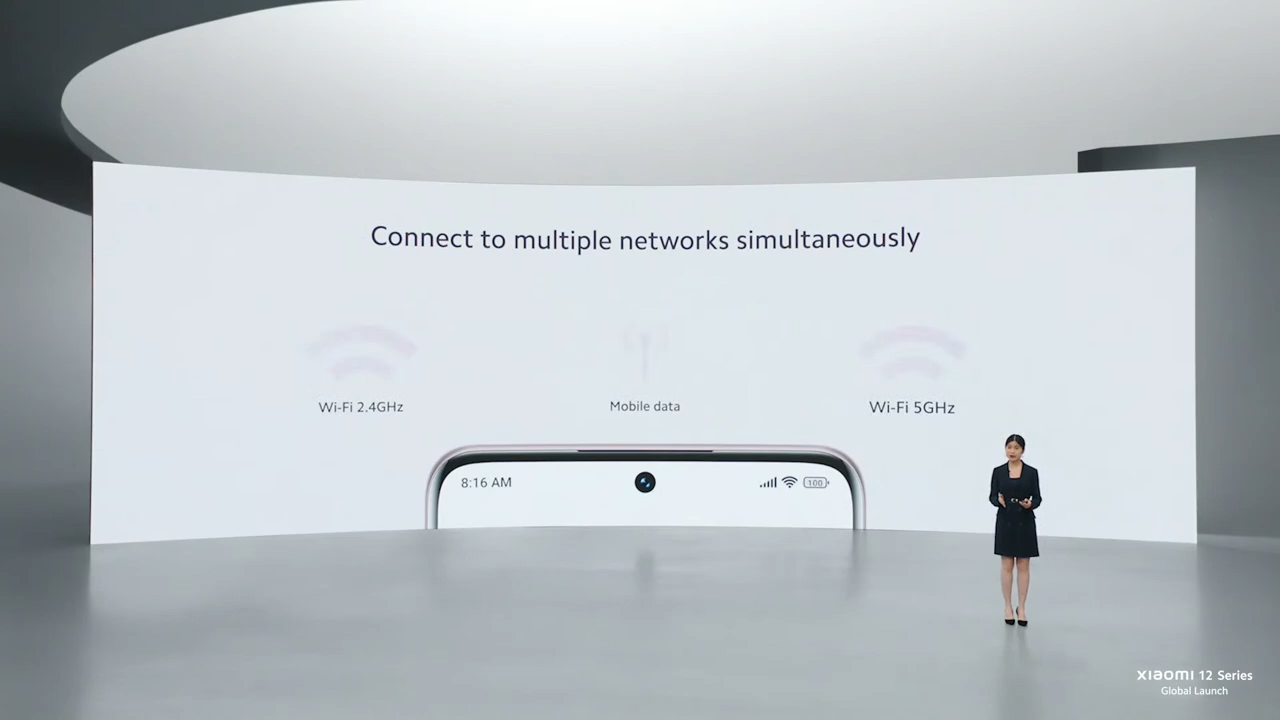 Connect to multiple networks simultaneously
Wi-Fi 2.4GHz
Mobile data
Wi-Fi 5GHz
8:16 AM
100
xiaomi 12 Series
Global Launch